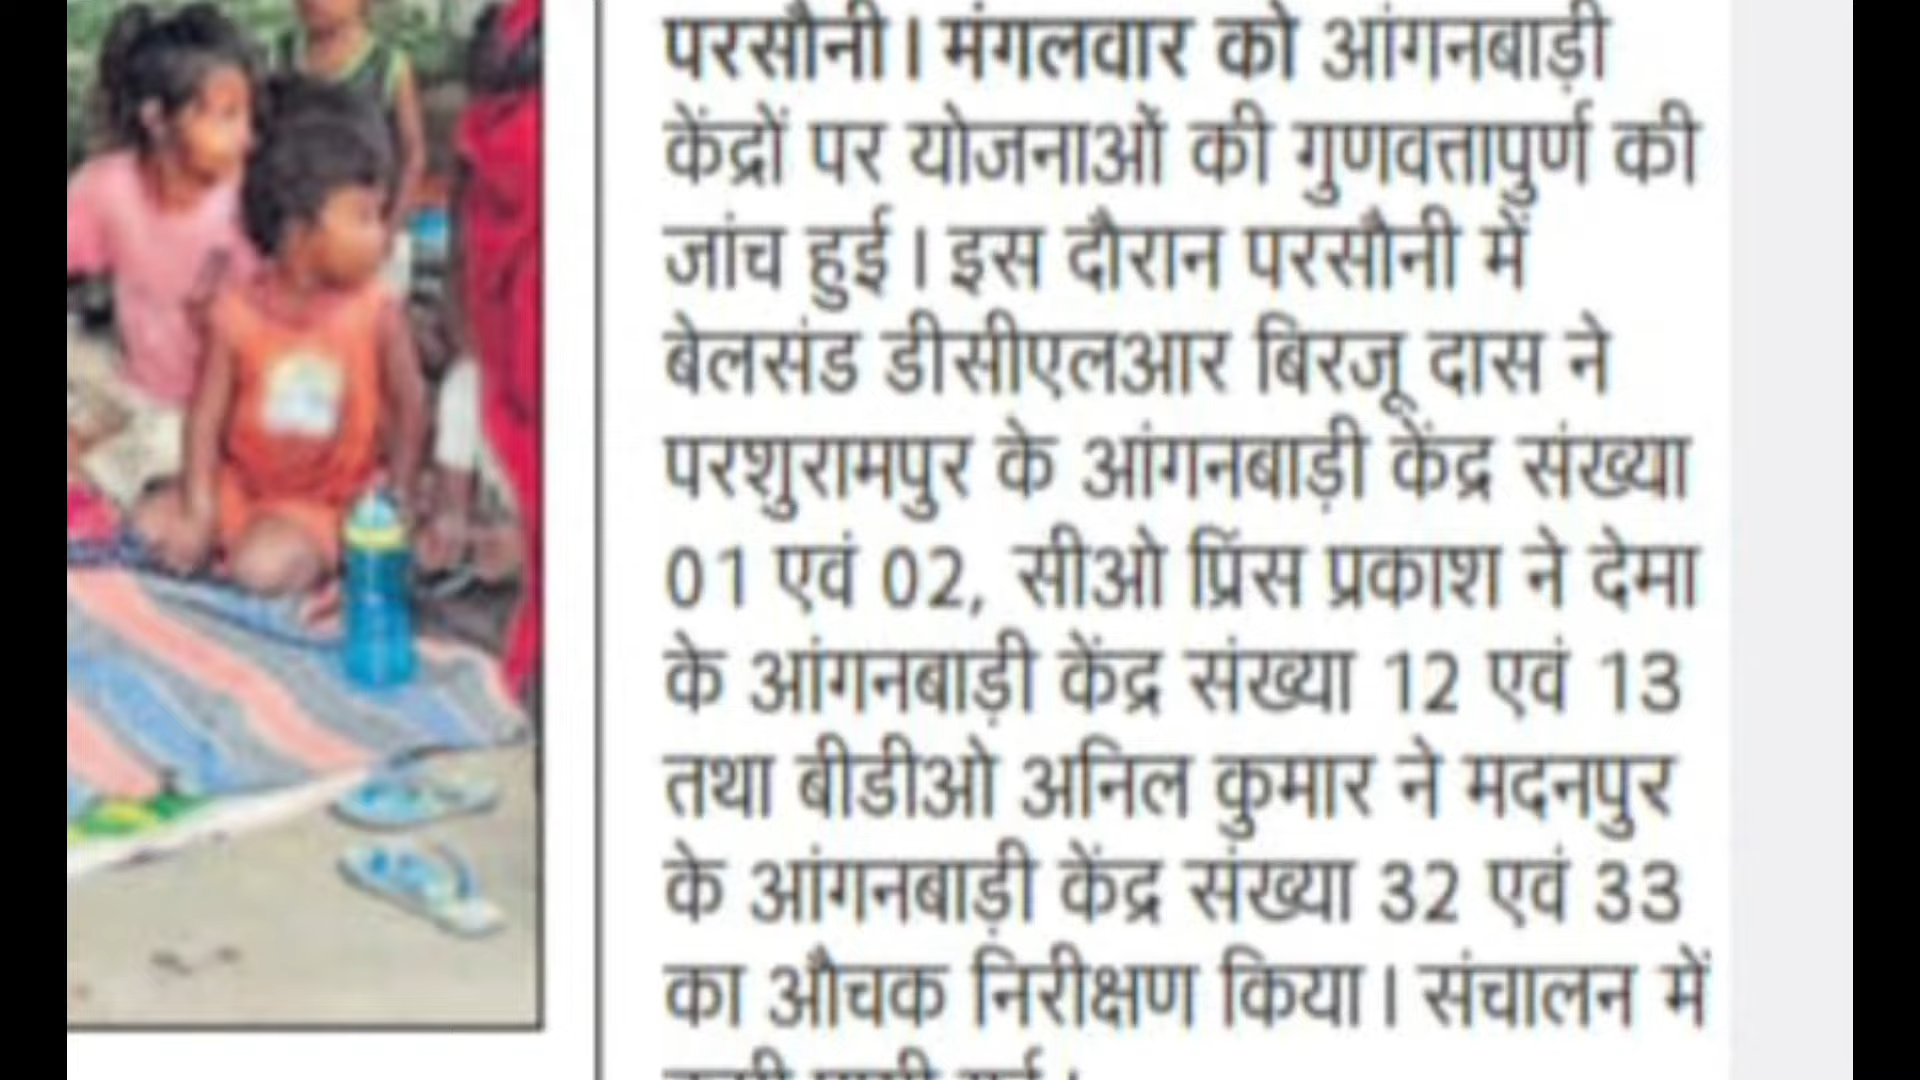 परसौनी। मंगलवार को आंगनबाड़ी
केंद्रों पर योजनाओं की गुणवत्तापुर्ण की
जांच हुई। इस दौरान परसौनी में
बेलसंड डीसीएलआर बिरजू दास ने
परशुरामपुर के आंगनबाड़ी केंद्र संख्या
01 एवं 02, सीओ प्रिंस प्रकाश ने देमा
के आंगनबाड़ी केंद्र संख्या 12 एवं 13
तथा बीडीओ अनिल कुमार ने मदनपुर
के आंगनबाड़ी केंद्र संख्या 32 एवं 33
का औचक निरीक्षण किया। संचालन में